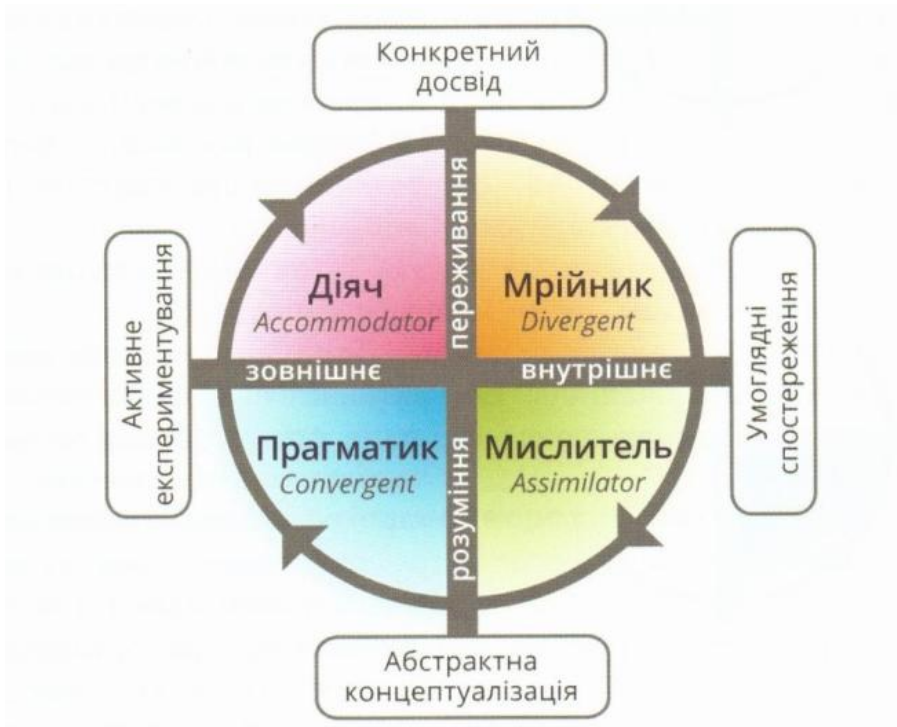 Конкретний
досвід
переживання
Діяч
Accommodator
Мрійник
Divergent
зовнішнє
внутрішнє
Активне
експериментування
Умоглядні
спостереження
Прагматик
Convergent
Мислитель
Assimilator
розуміння
Абстрактна
концептуалізація